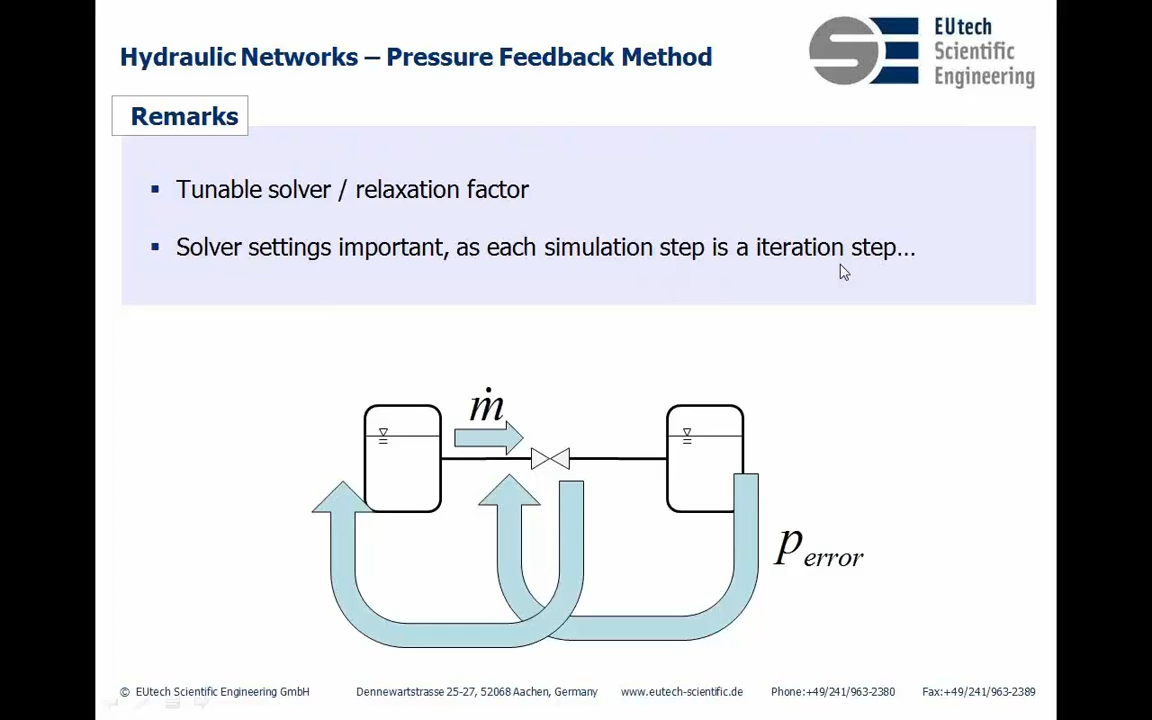 Hydraulic Networks – Pressure Feedback Method
EUtech
Scientific
Engineering
Remarks
▪ Tunable solver / relaxation factor
▪ Solver settings important, as each simulation step is a iteration step...
ṁ
p error
© EUtech Scientific Engineering GmbH Dennewartstrasse 25-27, 52068 Aachen, Germany www.eutech-scientific.de Phone:+49/241/963-2380 Fax:+49/241/963-2389